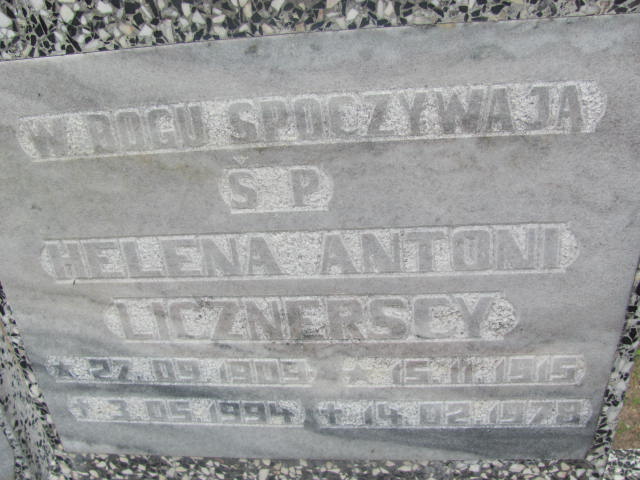 W BOGU SPOCZYWAJĄ
Ś P
HELENA ANTONI
LICZNERSCY
★ 27.09.1909 ★ 15.11.1915
✝ 3.05.1994 ✝ 14.02.1978